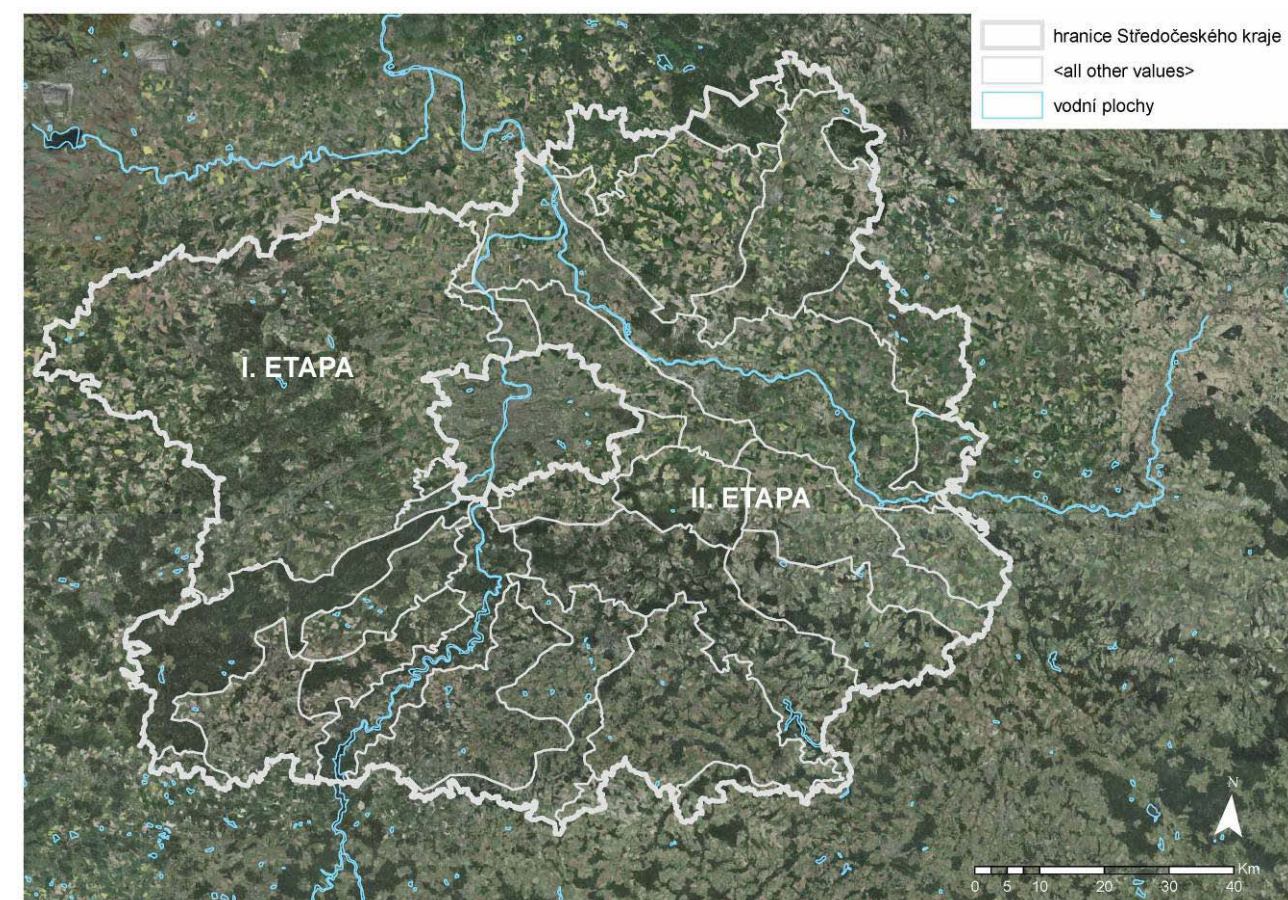 hranice Středočeského kraje
<all other values>
vodní plochy
I. ETAPA
II. ETAPA
N
Km
0 5 10 20 30 40